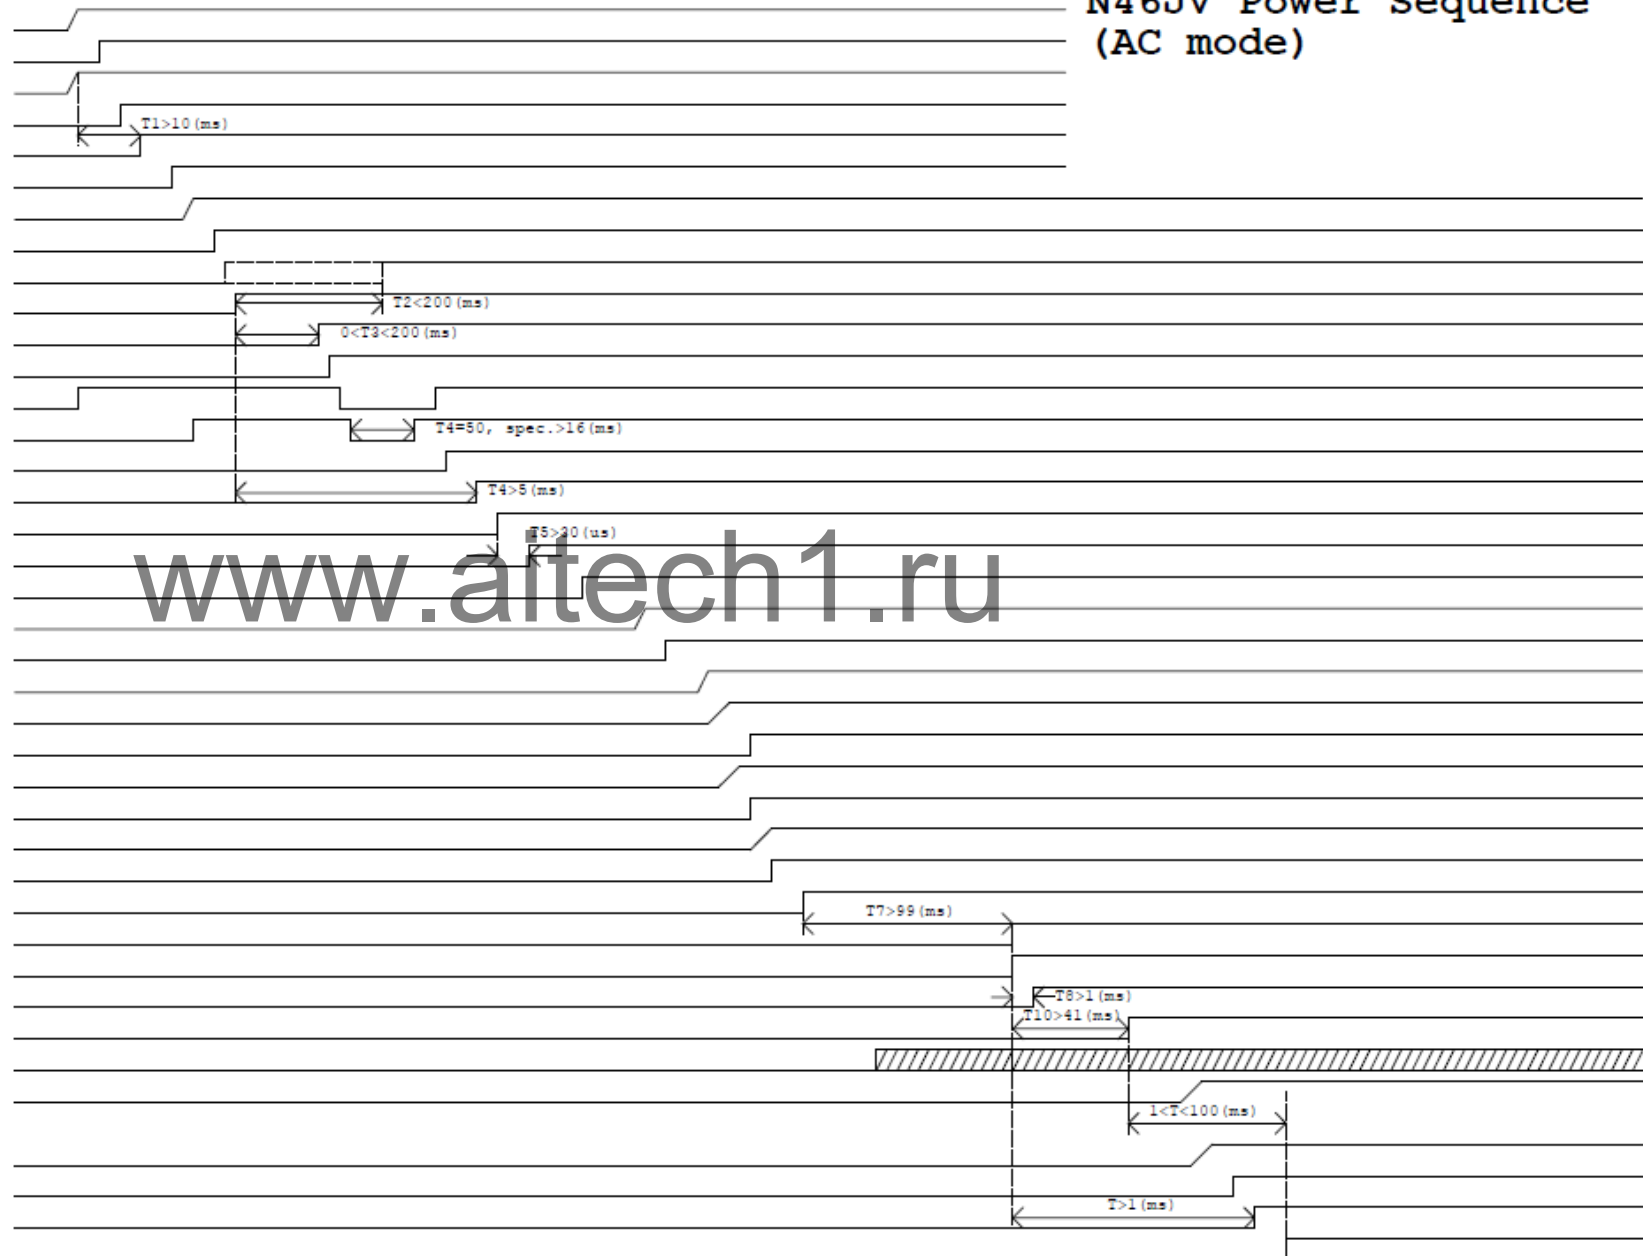 N46JV Power Sequence
(AC mode)
T1>10(ms)
T2<200(ms)
0<T3<200(ms)
T4=50, spec.>16(ms)
T4>5(ms)
T5>30(us)
www.aitech1.ru
T7>99(ms)
T8>1(ms)
T10>41(ms)
1<T<100(ms)
T>1(ms)